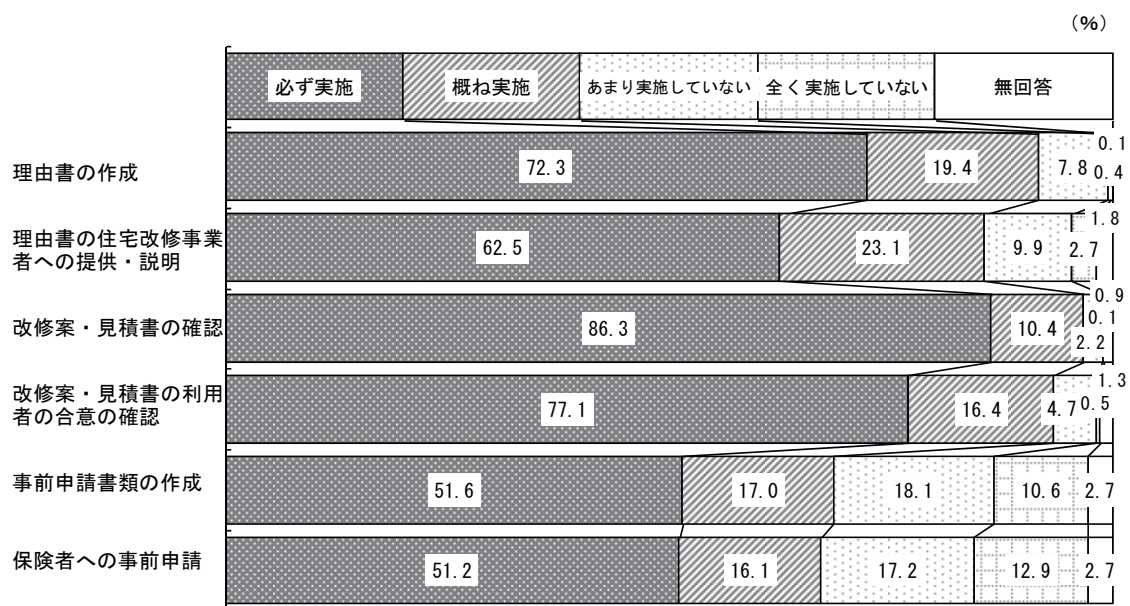 (%)
必ず実施 概ね実施 あまり実施していない 全く実施していない 無回答
理由書の作成 72.3 19.4 7.8 0.1 0.4
理由書の住宅改修事業
者への提供・説明 62.5 23.1 9.9 2.7 1.8
改修案・見積書の確認 86.3 10.4 2.2 0.1 0.9
改修案・見積書の利用
者の合意の確認 77.1 16.4 4.7 0.5 1.3
事前申請書類の作成 51.6 17.0 18.1 10.6 2.7
保険者への事前申請 51.2 16.1 17.2 12.9 2.7